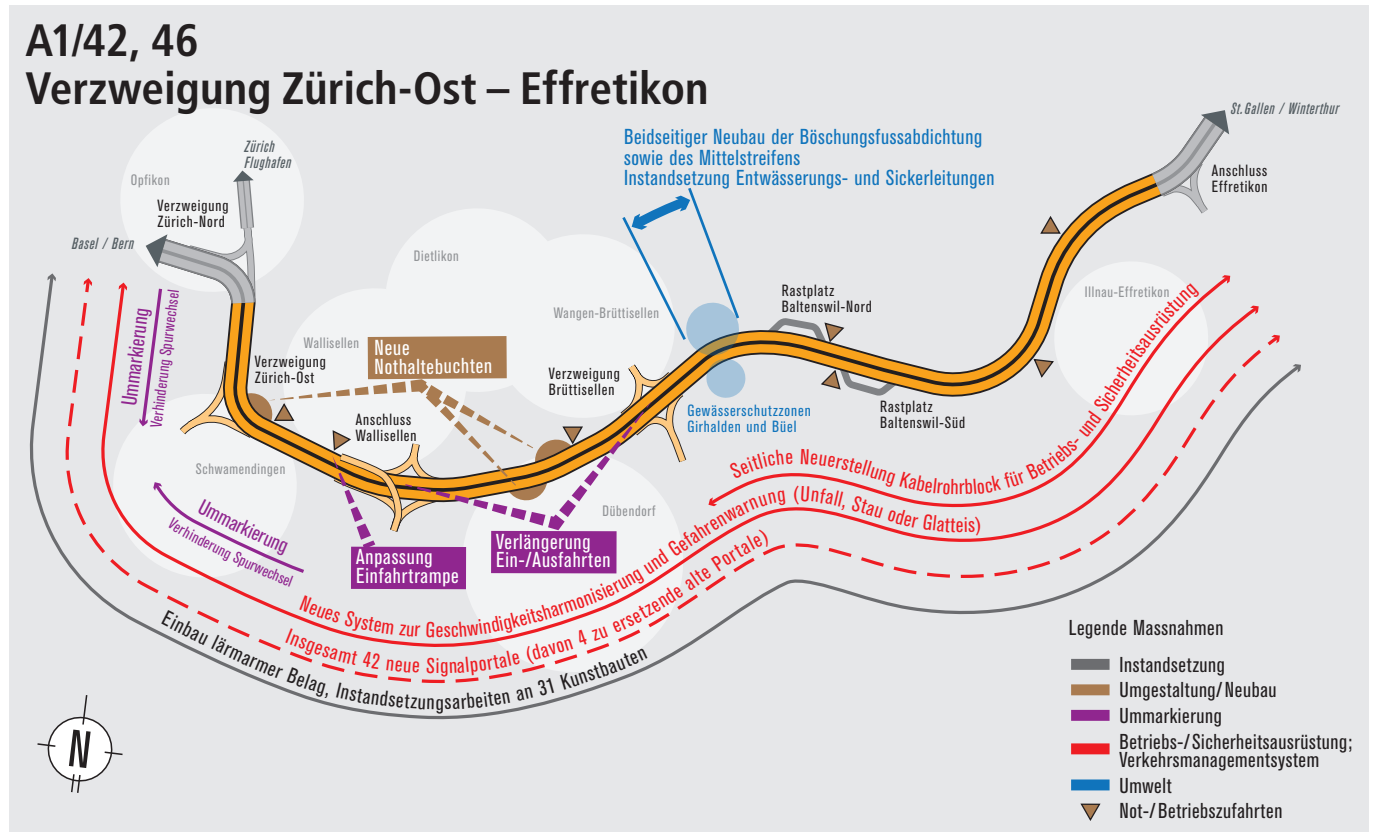 A1/42, 46
Verzweigung Zürich-Ost – Effretikon
St. Gallen / Winterthur
Beidseitiger Neubau der Böschungsfussabdichtung
sowie des Mittelstreifens
Instandsetzung Entwässerungs- und Sickerleitungen
Zürich
Flughafen
Opfikon
Anschluss
Effretikon
Verzweigung
Zürich-Nord
Basel / Bern
Dietlikon
Rastplatz
Baltenswil-Nord
Illnau-Effretikon
Wangen-Brüttisellen
Ummarkierung
Verhinderung Spurwechsel
Wallisellen
Neue
Nothaltebuchten
Verzweigung
Zürich-Ost
Verzweigung
Brüttisellen
Anschluss
Wallisellen
Gewässerschutzzonen
Girhalden und Büel
Rastplatz
Baltenswil-Süd
Schwamendingen
Dübendorf
Ummarkierung
Verhinderung Spurwechsel
Anpassung
Einfahrtrampe
Verlängerung
Ein-/Ausfahrten
Seitliche Neuerstellung Kabelrohrblock für Betriebs- und Sicherheitsausrüstung
Neues System zur Geschwindigkeitsharmonisierung und Gefahrenwarnung (Unfall, Stau oder Glatteis)
Insgesamt 42 neue Signalportale (davon 4 zu ersetzende alte Portale)
Einbau lärmarmer Belag, Instandsetzungsarbeiten an 31 Kunstbauten
N
Legende Massnahmen
Instandsetzung
Umgestaltung/Neubau
Ummarkierung
Betriebs-/Sicherheitsausrüstung;
Verkehrsmanagementsystem
Umwelt
Not-/Betriebszufahrten